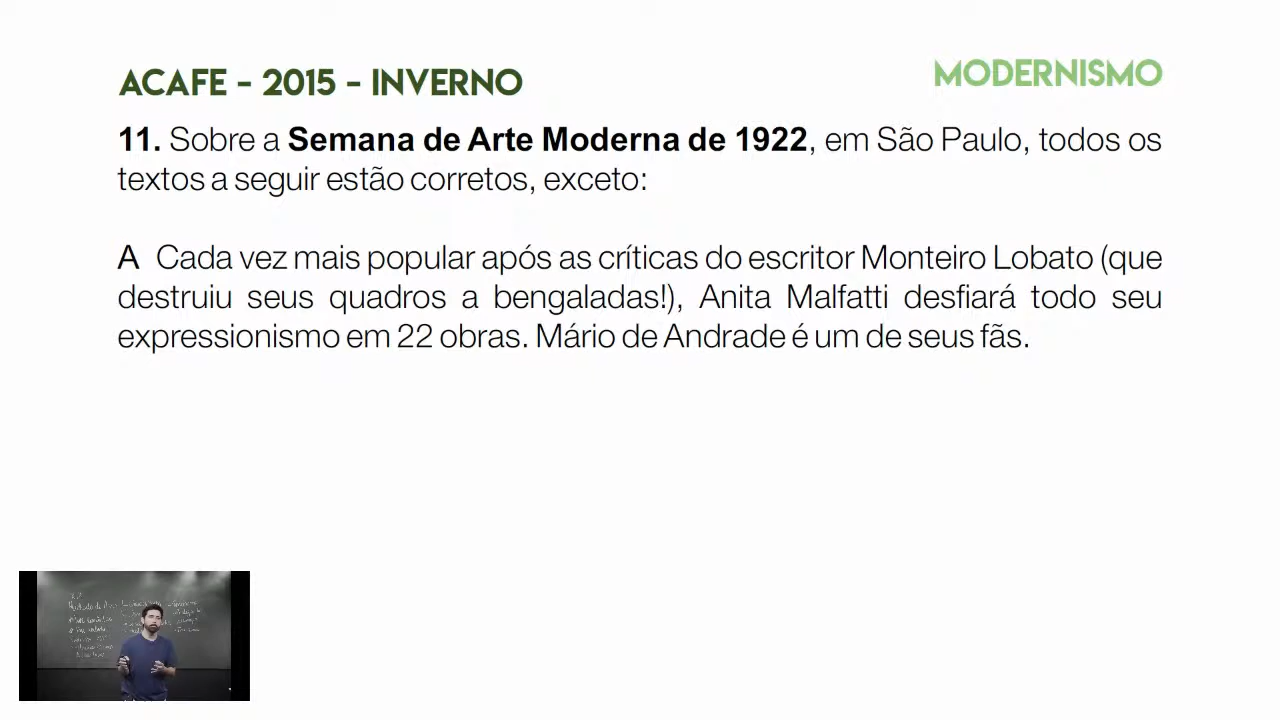 ACAFE - 2015 - INVERNO
MODERNISMO
11. Sobre a Semana de Arte Moderna de 1922, em São Paulo, todos os
textos a seguir estão corretos, exceto:
A Cada vez mais popular após as críticas do escritor Monteiro Lobato (que
destruiu seus quadros a bengaladas!), Anita Malfatti desfiará todo seu
expressionismo em 22 obras. Mário de Andrade é um de seus fãs.